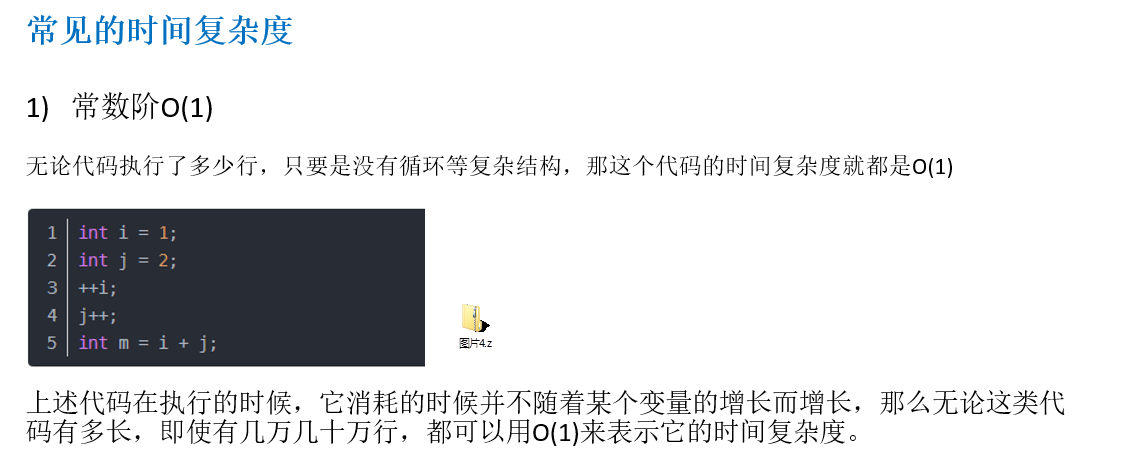 常见的时间复杂度
1) 常数阶O(1)
无论代码执行了多少行，只要是没有循环等复杂结构，那这个代码的时间复杂度就都是O(1)
1 int i = 1;
2 int j = 2;
3 ++i;
4 j++;
5 int m = i + j;
图片4.z
上述代码在执行的时候，它消耗的时候并不随着某个变量的增长而增长，那么无论这类代
码有多长，即使有几万几十万行，都可以用O(1)来表示它的时间复杂度。